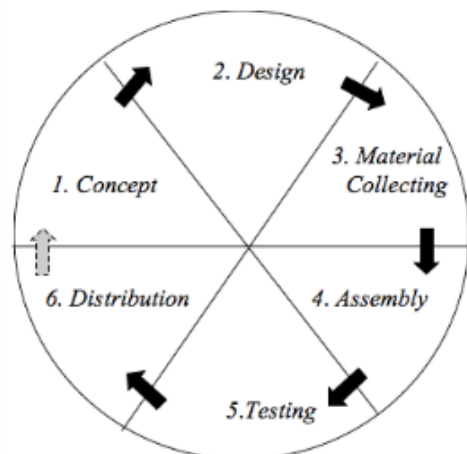 1. Concept
2. Design
3. Material
Collecting
4. Assembly
5.Testing
6. Distribution